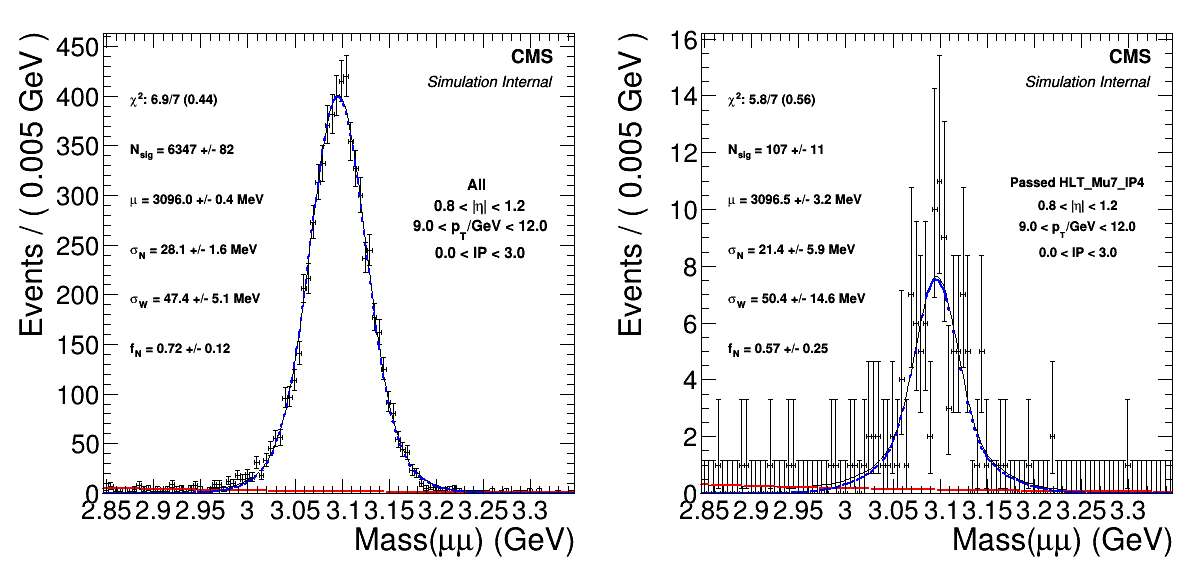 CMS
Simulation Internal
χ²: 6.9/7 (0.44)
N_sig = 6347 +/- 82
μ = 3096.0 +/- 0.4 MeV
σ_N = 28.1 +/- 1.6 MeV
σ_W = 47.4 +/- 5.1 MeV
f_N = 0.72 +/- 0.12
All
0.8 < |η| < 1.2
9.0 < p_T/GeV < 12.0
0.0 < IP < 3.0
Events / ( 0.005 GeV )
450
400
350
300
250
200
150
100
50
0
2.85 2.9 2.95 3 3.05 3.1 3.15 3.2 3.25 3.3
Mass(μμ) (GeV)
CMS
Simulation Internal
χ²: 5.8/7 (0.56)
N_sig = 107 +/- 11
μ = 3096.5 +/- 3.2 MeV
σ_N = 21.4 +/- 5.9 MeV
σ_W = 50.4 +/- 14.6 MeV
f_N = 0.57 +/- 0.25
Passed HLT_Mu7_IP4
0.8 < |η| < 1.2
9.0 < p_T/GeV < 12.0
0.0 < IP < 3.0
Events / ( 0.005 GeV )
16
14
12
10
8
6
4
2
0
2.85 2.9 2.95 3 3.05 3.1 3.15 3.2 3.25 3.3
Mass(μμ) (GeV)